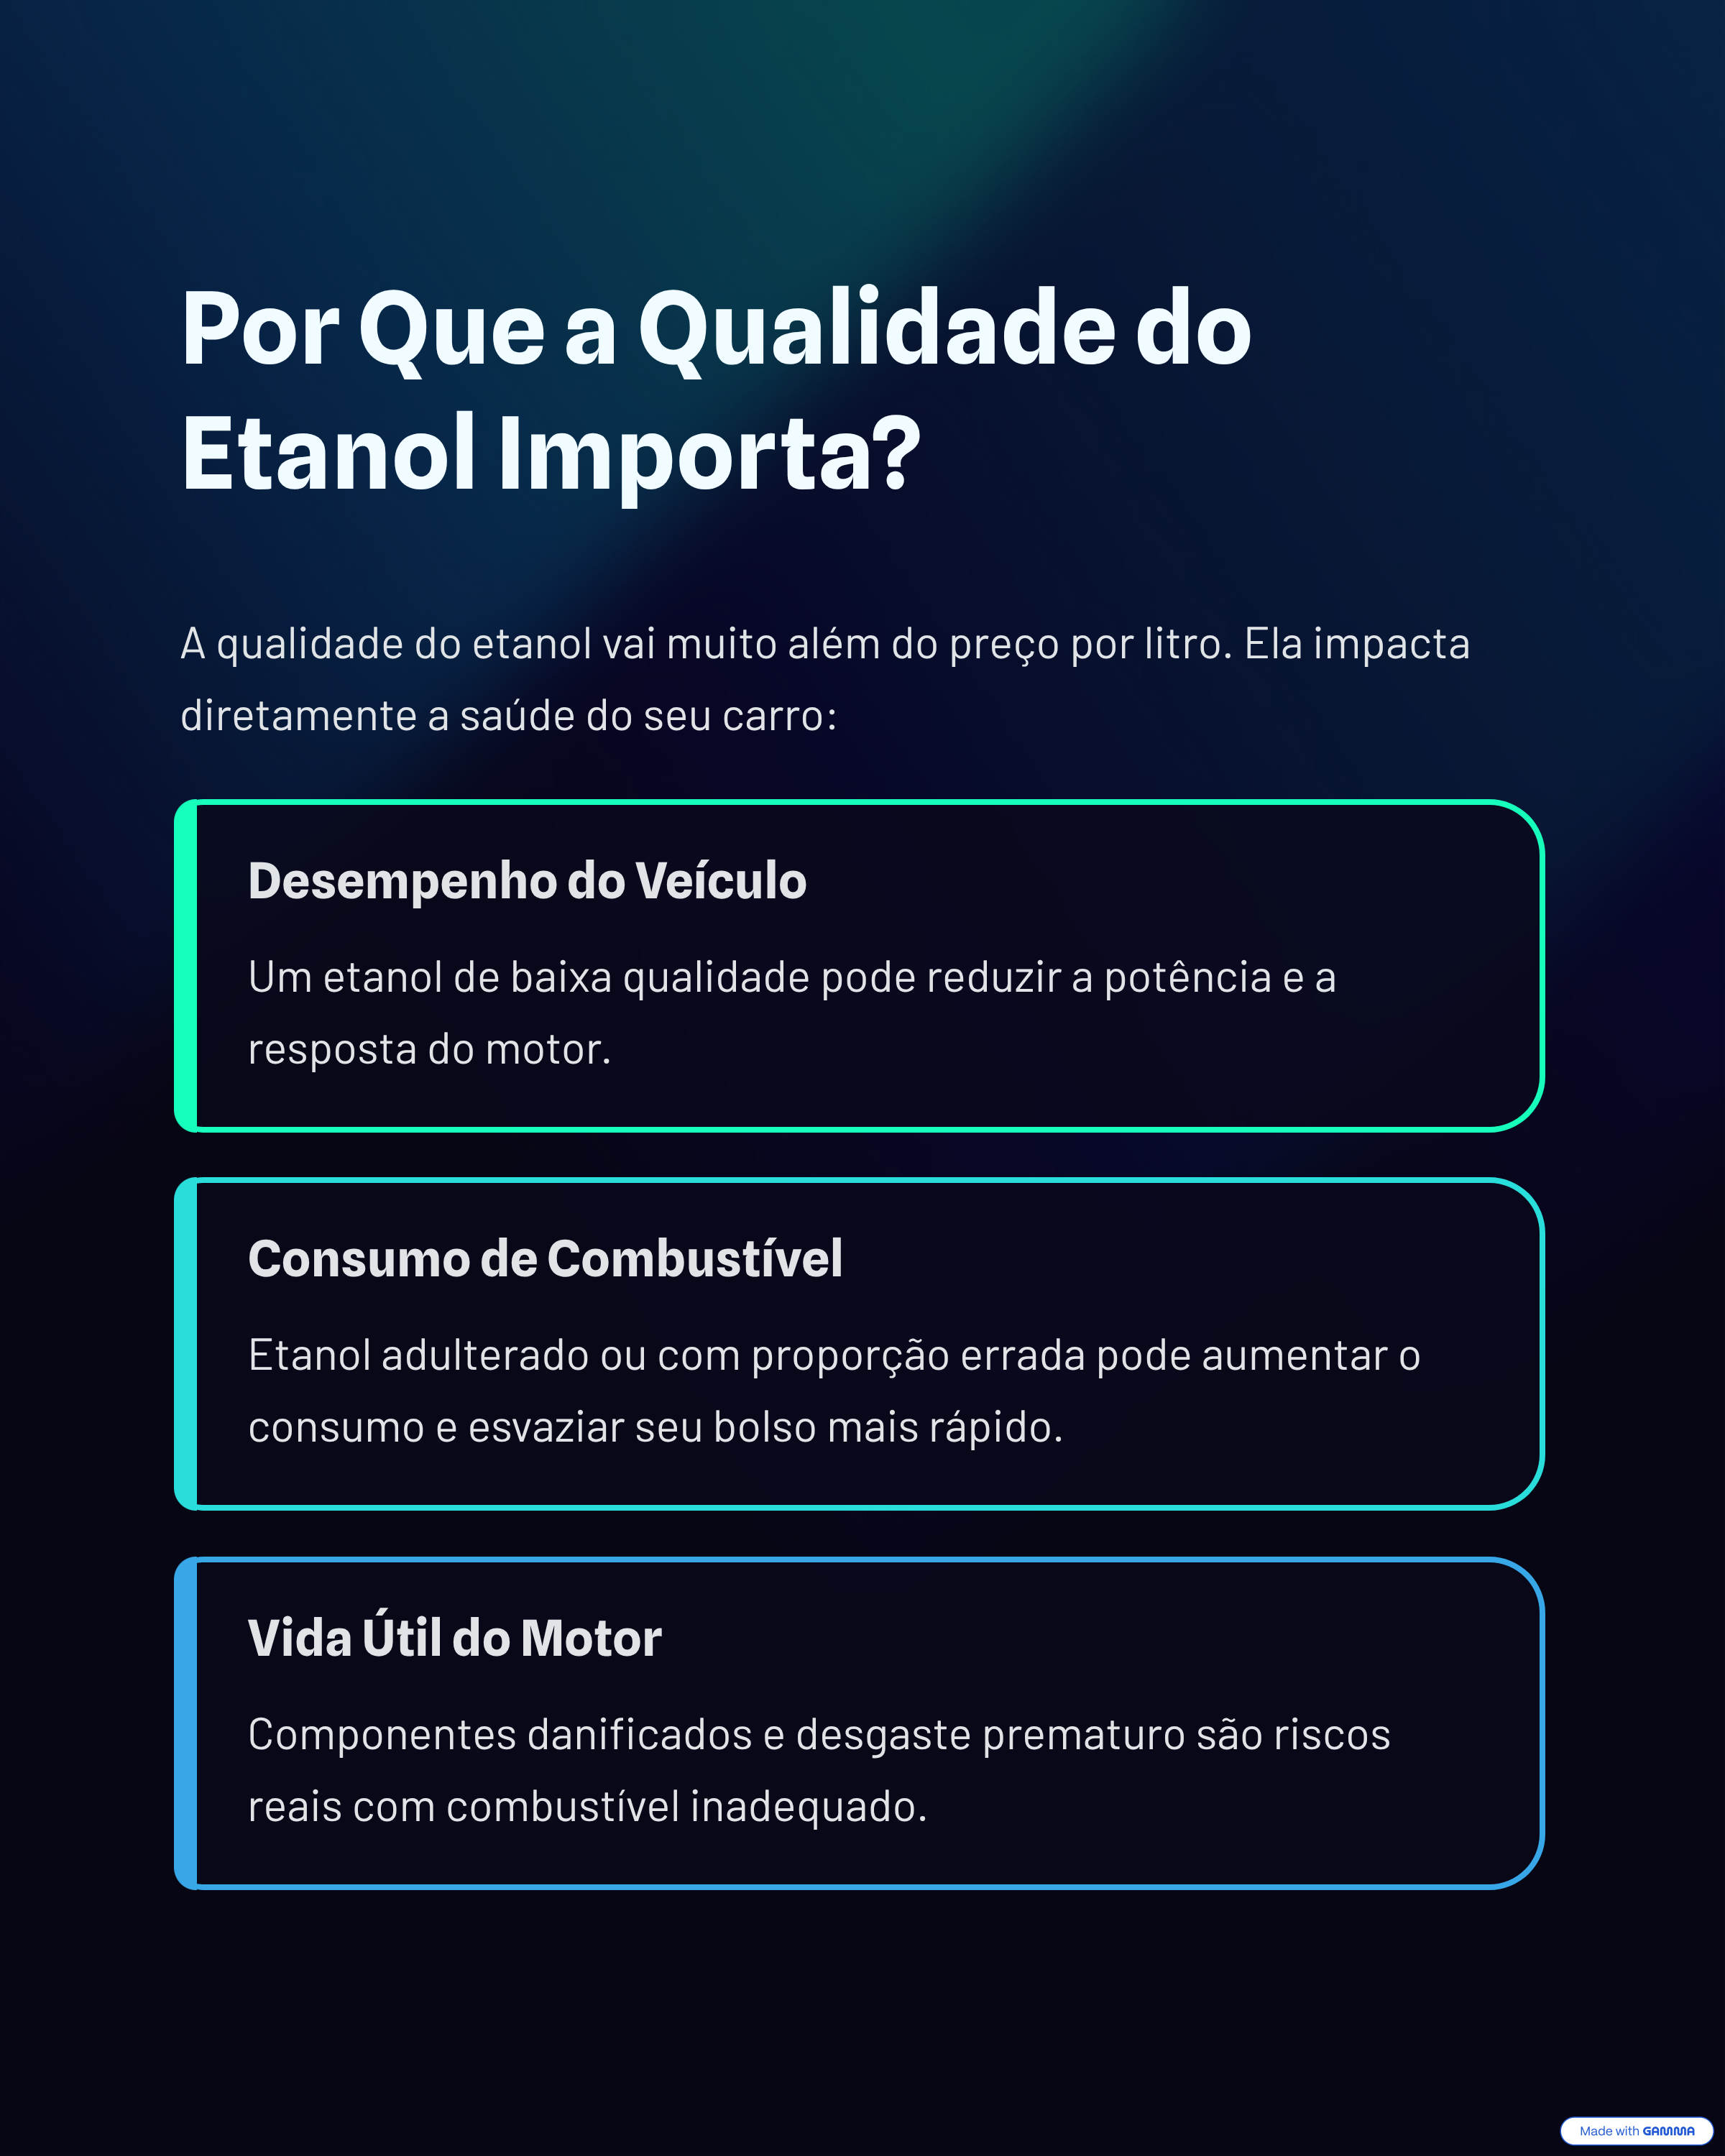 Por Que a Qualidade do
Etanol Importa?
A qualidade do etanol vai muito além do preço por litro. Ela impacta
diretamente a saúde do seu carro:
Desempenho do Veículo
Um etanol de baixa qualidade pode reduzir a potência e a
resposta do motor.
Consumo de Combustível
Etanol adulterado ou com proporção errada pode aumentar o
consumo e esvaziar seu bolso mais rápido.
Vida Útil do Motor
Componentes danificados e desgaste prematuro são riscos
reais com combustível inadequado.
Made with GAMMA